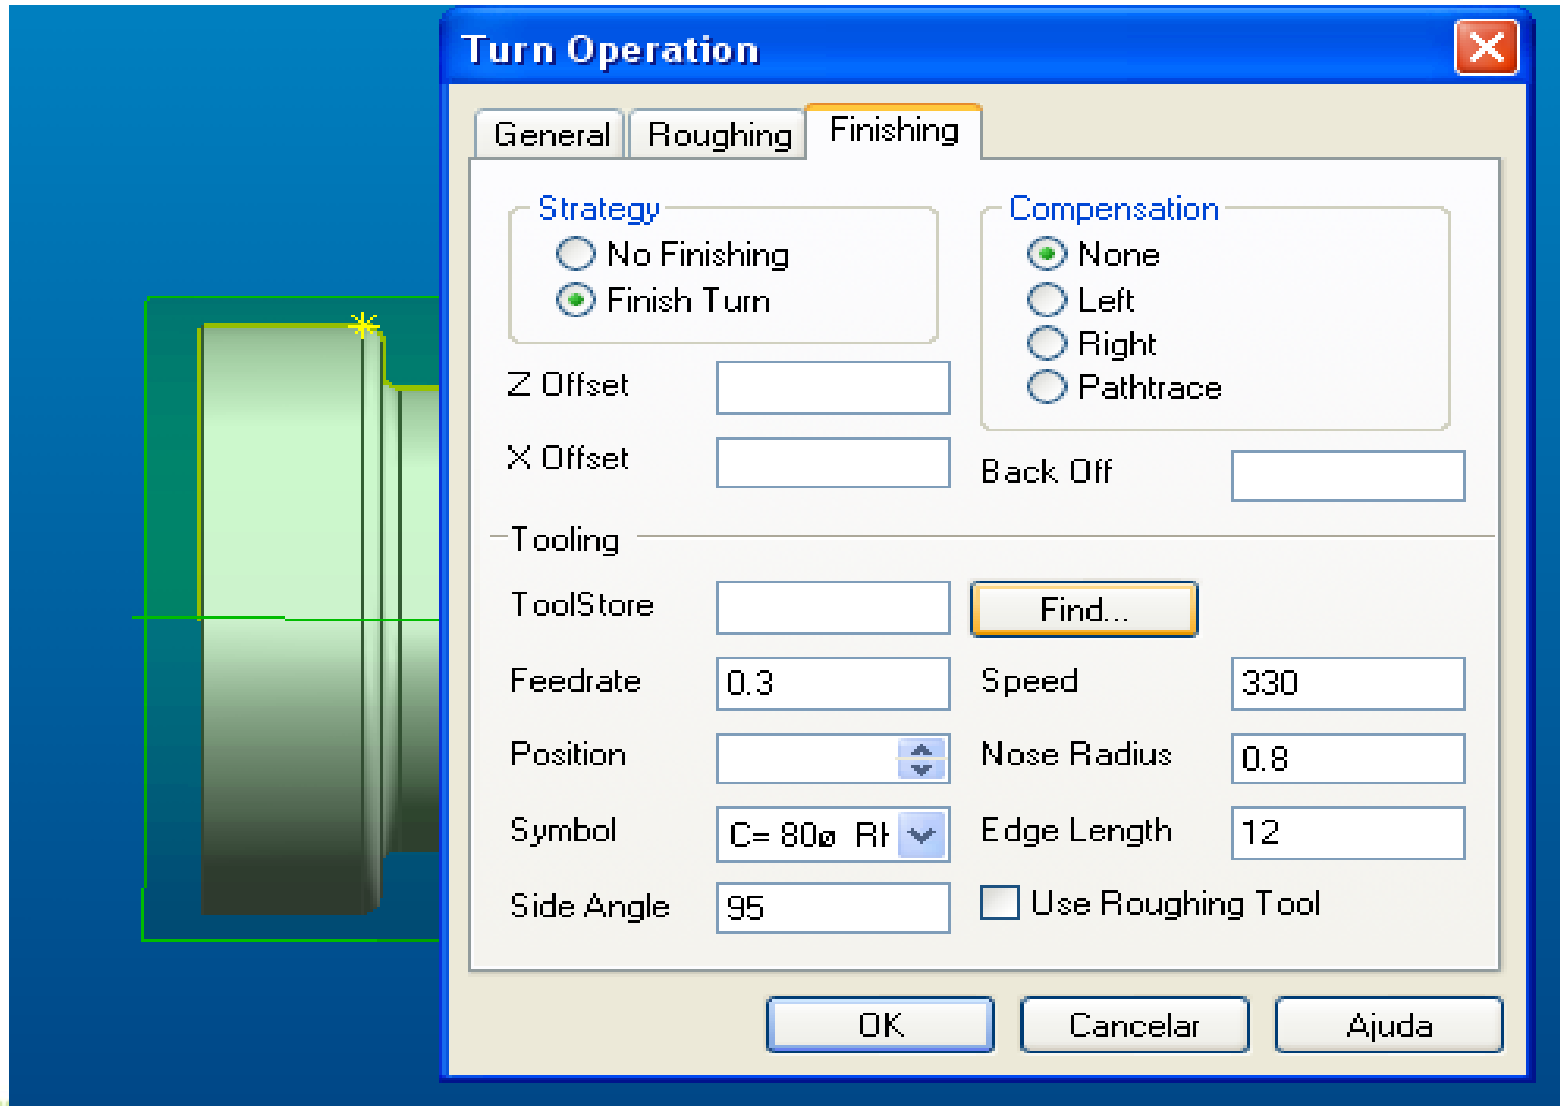 Turn Operation
General Roughing Finishing
Strategy
No Finishing
Finish Turn
Compensation
None
Left
Right
Pathtrace
Z Offset
X Offset
Back Off
Tooling
ToolStore Find...
Feedrate 0.3 Speed 330
Position Nose Radius 0.8
Symbol C= 80ø Edge Length 12
Side Angle 95 Use Roughing Tool
OK Cancelar Ajuda